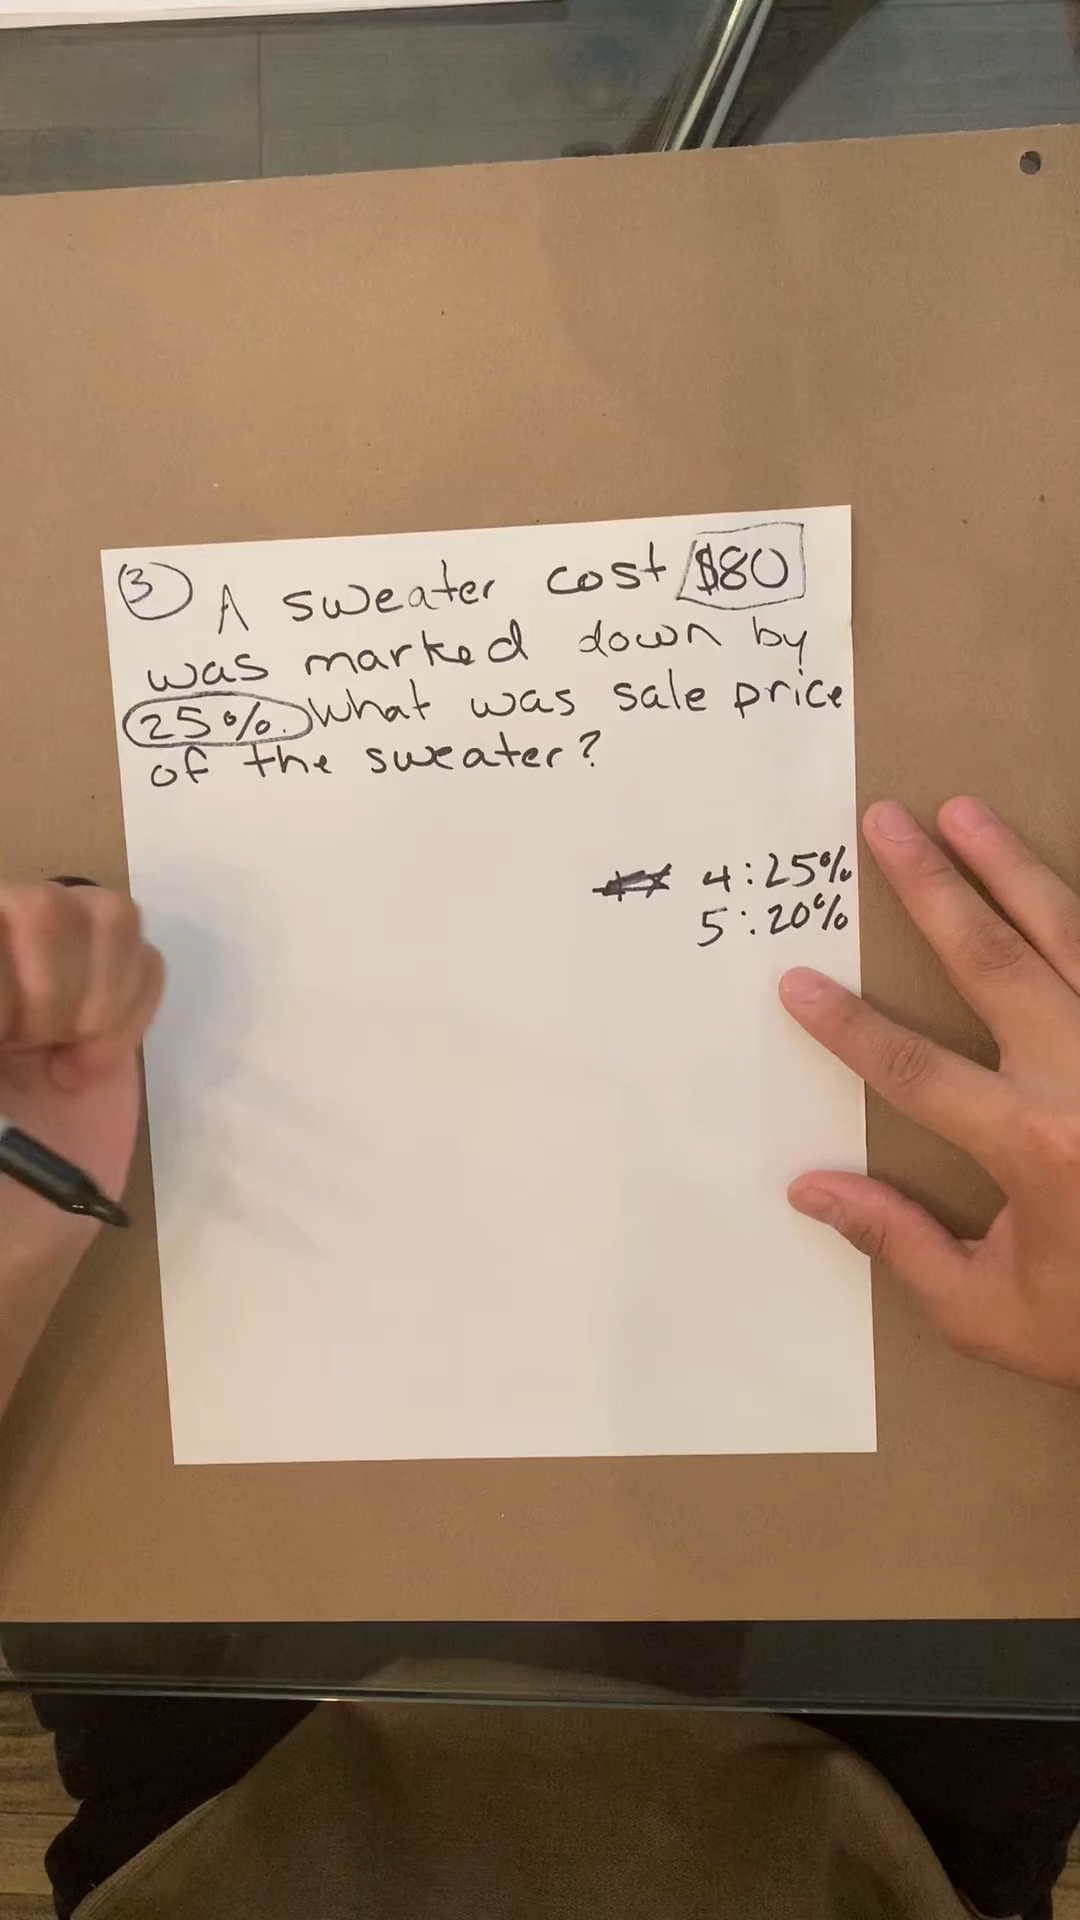 3 A sweater cost $80
was marked down by
25%. What was sale price
of the sweater?
4:25%
5:20%